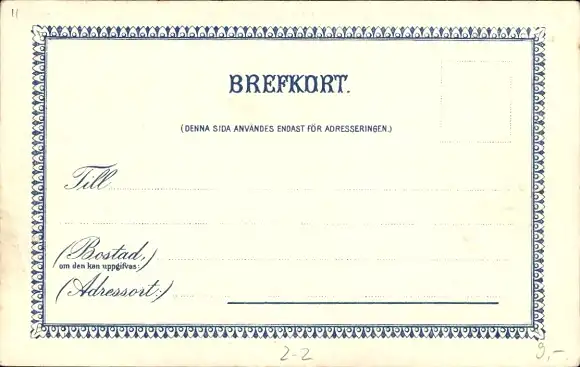 11
BREFKORT.
(DENNA SIDA ANVÄNDES ENDAST FÖR ADRESSERINGEN.)
Till
(Bostad,)
om den kan uppgifvas:
(Adressort:)
2-2
9,-